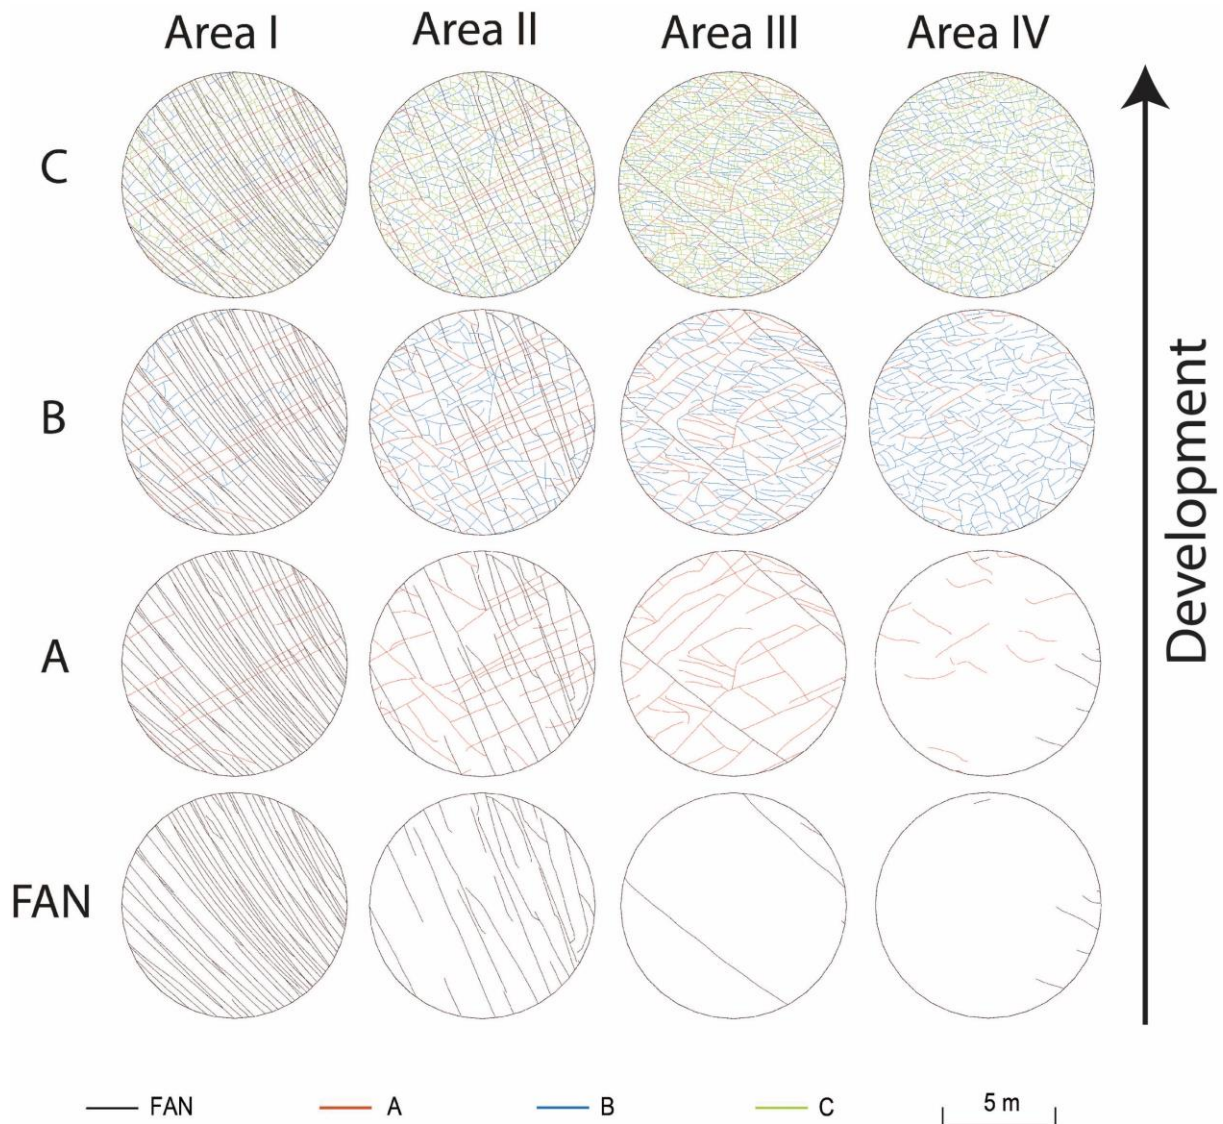 Area I Area II Area III Area IV
C
B
A
FAN
Development
FAN A B C 5 m